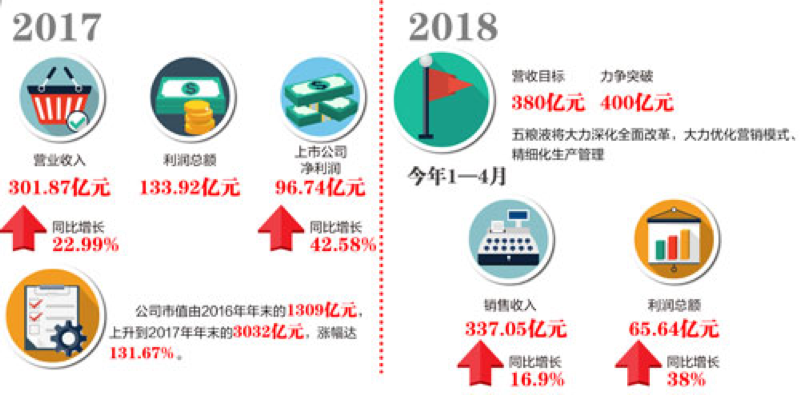 2017
营业收入
301.87亿元
同比增长
22.99%
利润总额
133.92亿元
上市公司
净利润
96.74亿元
同比增长
42.58%
公司市值由2016年年末的1309亿元，
上升到2017年年末的3032亿元，涨幅达
131.67%。
2018
营收目标
380亿元
力争突破
400亿元
五粮液将大力深化全面改革，大力优化营销模式、
精细化生产管理
今年1—4月
销售收入
337.05亿元
同比增长
16.9%
利润总额
65.64亿元
同比增长
38%